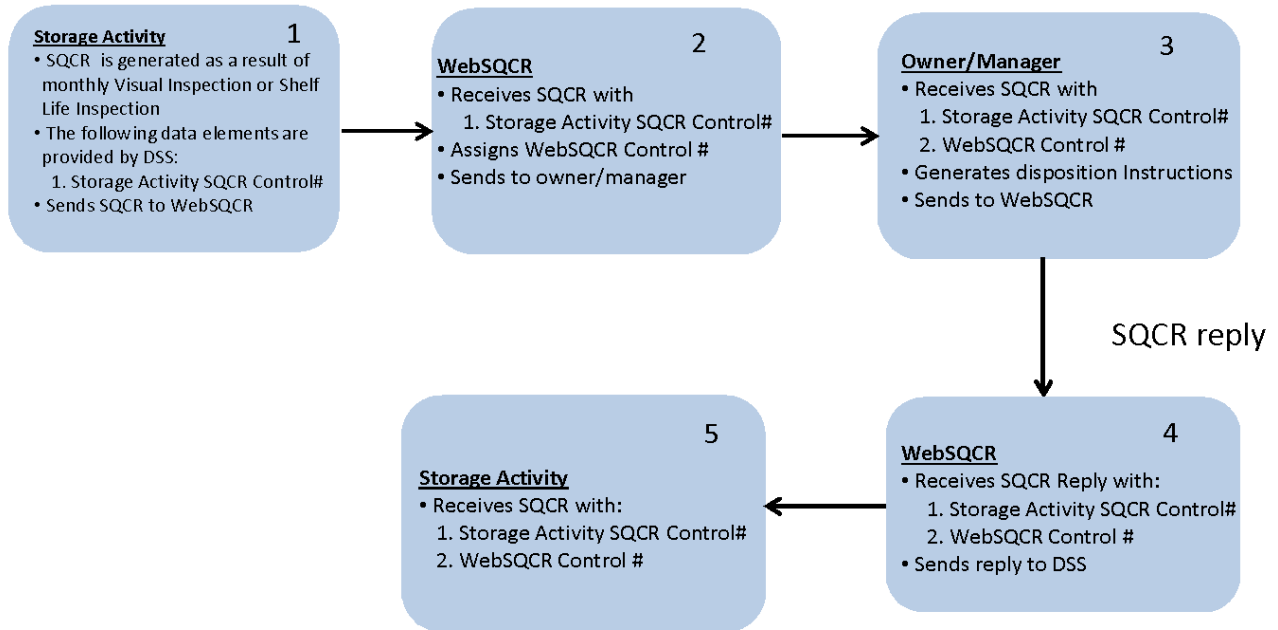 1
Storage Activity
• SQCR is generated as a result of
monthly Visual Inspection or Shelf
Life Inspection
• The following data elements are
provided by DSS:
1. Storage Activity SQCR Control#
• Sends SQCR to WebSQCR
2
WebSQCR
• Receives SQCR with
1. Storage Activity SQCR Control#
• Assigns WebSQCR Control #
• Sends to owner/manager
3
Owner/Manager
• Receives SQCR with
1. Storage Activity SQCR Control#
2. WebSQCR Control #
• Generates disposition Instructions
• Sends to WebSQCR
SQCR reply
4
WebSQCR
• Receives SQCR Reply with:
1. Storage Activity SQCR Control#
2. WebSQCR Control #
• Sends reply to DSS
5
Storage Activity
• Receives SQCR with:
1. Storage Activity SQCR Control#
2. WebSQCR Control #